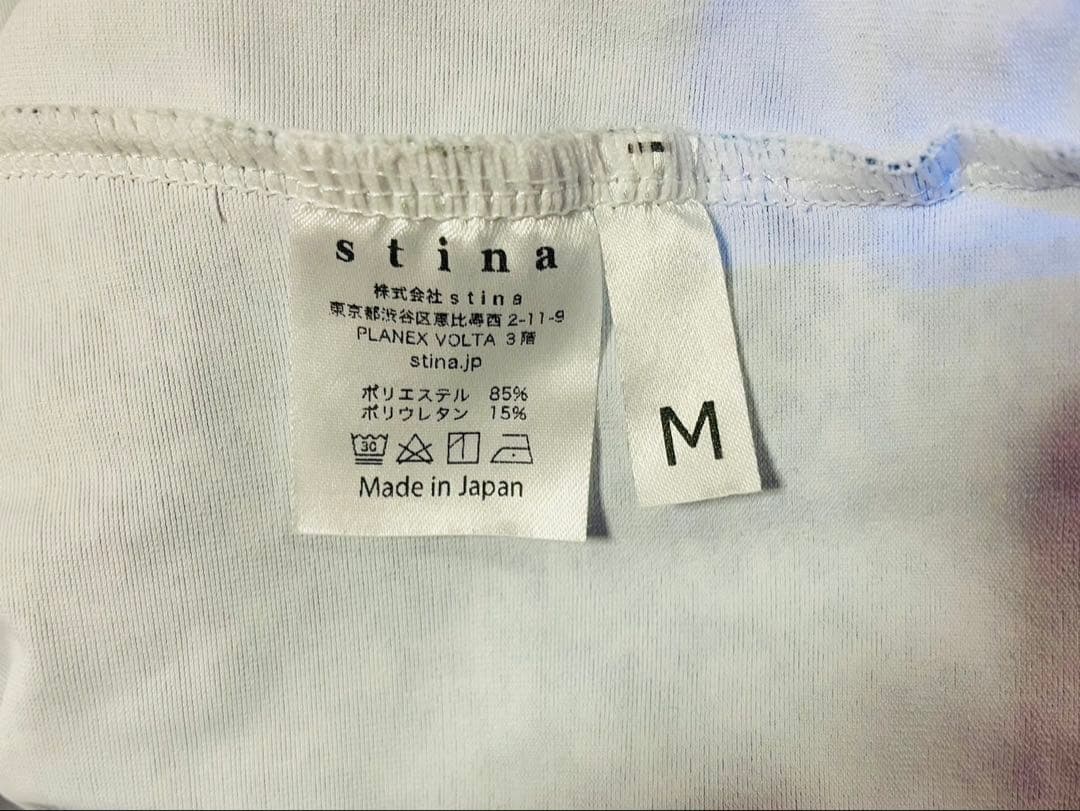 stina
株式会社stina
東京都渋谷区恵比寿西 2-11-9
PLANEX VOLTA 3階
stina.jp
ポリエステル 85%
ポリウレタン 15%
30
Made in Japan
M